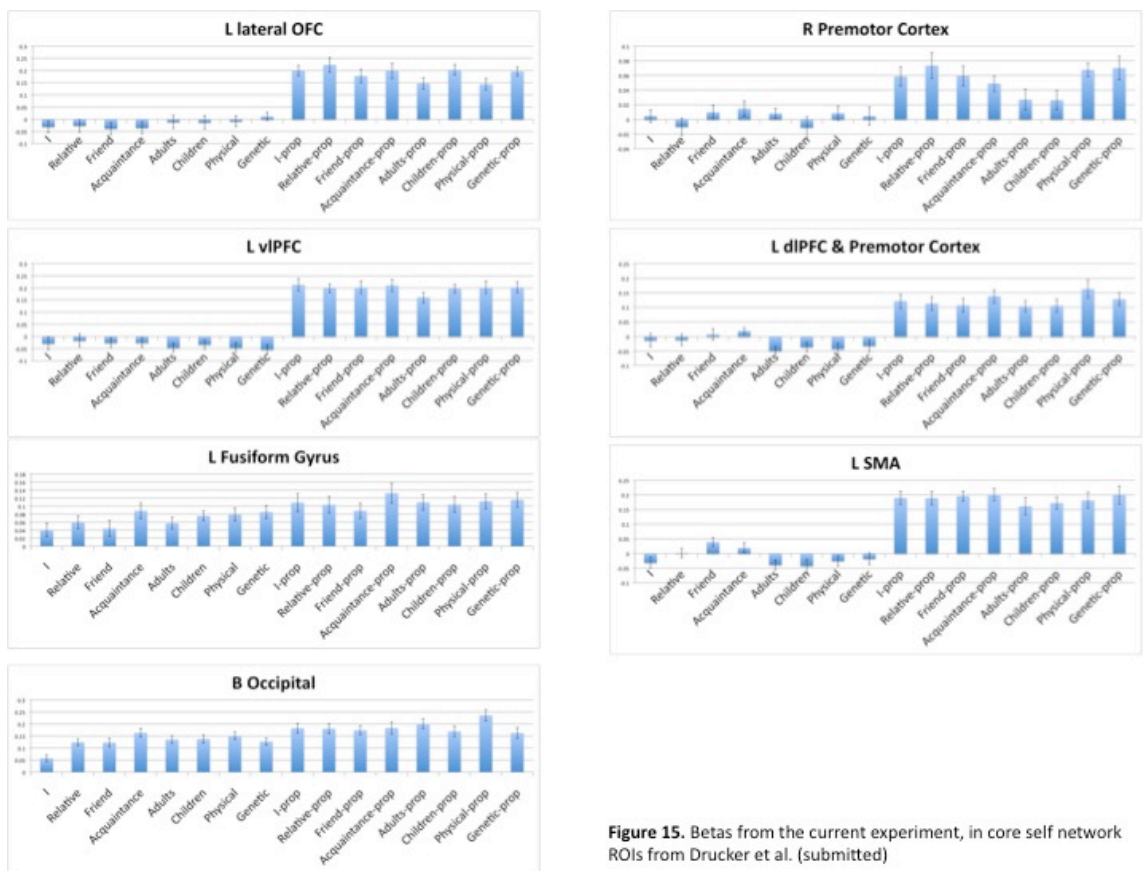 L lateral OFC
I
Relative
Friend
Acquaintance
Adults
Children
Physical
Genetic
I-prop
Relative-prop
Friend-prop
Acquaintance-prop
Adults-prop
Children-prop
Physical-prop
Genetic-prop
R Premotor Cortex
I
Relative
Friend
Acquaintance
Adults
Children
Physical
Genetic
I-prop
Relative-prop
Friend-prop
Acquaintance-prop
Adults-prop
Children-prop
Physical-prop
Genetic-prop
L vlPFC
I
Relative
Friend
Acquaintance
Adults
Children
Physical
Genetic
I-prop
Relative-prop
Friend-prop
Acquaintance-prop
Adults-prop
Children-prop
Physical-prop
Genetic-prop
L dlPFC & Premotor Cortex
I
Relative
Friend
Acquaintance
Adults
Children
Physical
Genetic
I-prop
Relative-prop
Friend-prop
Acquaintance-prop
Adults-prop
Children-prop
Physical-prop
Genetic-prop
L Fusiform Gyrus
I
Relative
Friend
Acquaintance
Adults
Children
Physical
Genetic
I-prop
Relative-prop
Friend-prop
Acquaintance-prop
Adults-prop
Children-prop
Physical-prop
Genetic-prop
L SMA
I
Relative
Friend
Acquaintance
Adults
Children
Physical
Genetic
I-prop
Relative-prop
Friend-prop
Acquaintance-prop
Adults-prop
Children-prop
Physical-prop
Genetic-prop
B Occipital
I
Relative
Friend
Acquaintance
Adults
Children
Physical
Genetic
I-prop
Relative-prop
Friend-prop
Acquaintance-prop
Adults-prop
Children-prop
Physical-prop
Genetic-prop
Figure 15. Betas from the current experiment, in core self network
ROIs from Drucker et al. (submitted)